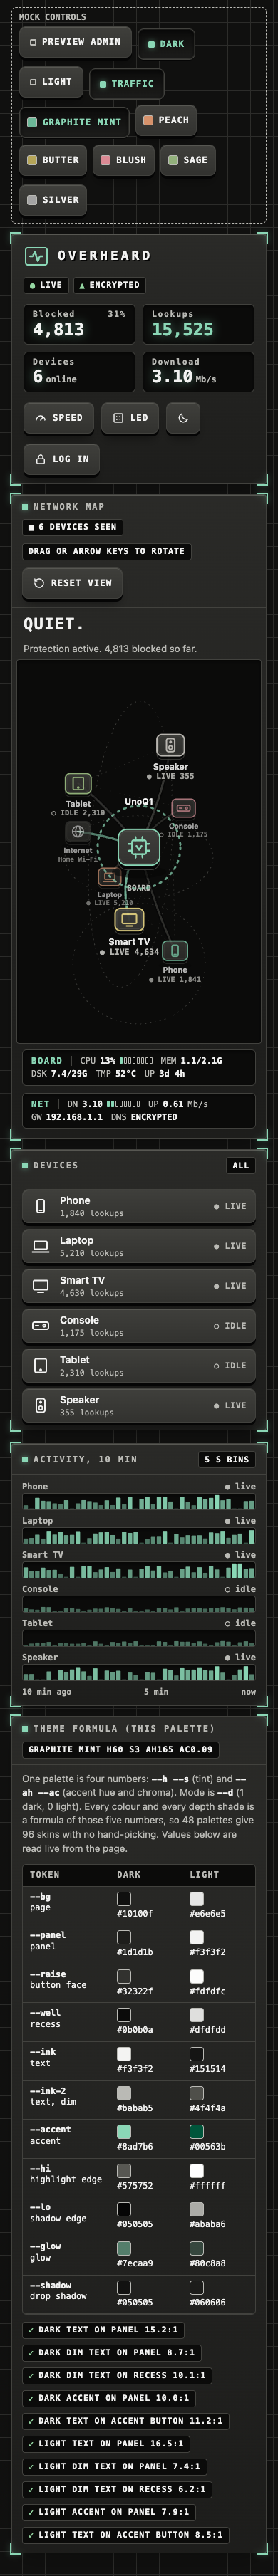 MOCK CONTROLS
PREVIEW ADMIN
DARK
LIGHT
TRAFFIC
GRAPHITE MINT
PEACH
BUTTER
BLUSH
SAGE
SILVER
OVERHEARD
LIVE
ENCRYPTED
Blocked 31%
4,813
Lookups
15,525
Devices
6 online
Download
3.10 Mb/s
SPEED
LED
LOG IN
NETWORK MAP
6 DEVICES SEEN
DRAG OR ARROW KEYS TO ROTATE
RESET VIEW
QUIET.
Protection active. 4,813 blocked so far.
Speaker
LIVE 355
Tablet
IDLE 2,310
UnoQ1
Console
IDLE 1,175
Internet
Home Wi-Fi
Laptop
LIVE 5,210
BOARD
Smart TV
LIVE 4,634
Phone
LIVE 1,841
BOARD | CPU 13% MEM 1.1/2.1G
DSK 7.4/29G TMP 52°C UP 3d 4h
NET | DN 3.10 UP 0.61 Mb/s
GW 192.168.1.1 DNS ENCRYPTED
DEVICES
ALL
Phone
1,840 lookups
LIVE
Laptop
5,210 lookups
LIVE
Smart TV
4,630 lookups
LIVE
Console
1,175 lookups
IDLE
Tablet
2,310 lookups
IDLE
Speaker
355 lookups
LIVE
ACTIVITY, 10 MIN
5 S BINS
Phone
live
Laptop
live
Smart TV
live
Console
idle
Tablet
idle
Speaker
live
10 min ago 5 min now
THEME FORMULA (THIS PALETTE)
GRAPHITE MINT H60 S3 AH165 AC0.09
One palette is four numbers: --h --s (tint) and --
ah --ac (accent hue and chroma). Mode is --d (1
dark, 0 light). Every colour and every depth shade is
a formula of those five numbers, so 48 palettes give
96 skins with no hand-picking. Values below are
read live from the page.
TOKEN DARK LIGHT
--bg
page
#10100f #e6e6e5
--panel
panel
#1d1d1b #f3f3f2
--raise
button face
#32322f #fdfdfc
--well
recess
#0b0b0a #dfdfdd
--ink
text
#f3f3f2 #151514
--ink-2
text, dim
#babab5 #4f4f4a
--accent
accent
#8ad7b6 #00563b
--hi
highlight edge
#575752 #ffffff
--lo
shadow edge
#050505 #ababa6
--glow
glow
#7ecaa9 #80c8a8
--shadow
drop shadow
#050505 #060606
✓ DARK TEXT ON PANEL 15.2:1
✓ DARK DIM TEXT ON PANEL 8.7:1
✓ DARK DIM TEXT ON RECESS 10.1:1
✓ DARK ACCENT ON PANEL 10.0:1
✓ DARK TEXT ON ACCENT BUTTON 11.2:1
✓ LIGHT TEXT ON PANEL 16.5:1
✓ LIGHT DIM TEXT ON PANEL 7.4:1
✓ LIGHT DIM TEXT ON RECESS 6.2:1
✓ LIGHT ACCENT ON PANEL 7.9:1
✓ LIGHT TEXT ON ACCENT BUTTON 8.5:1